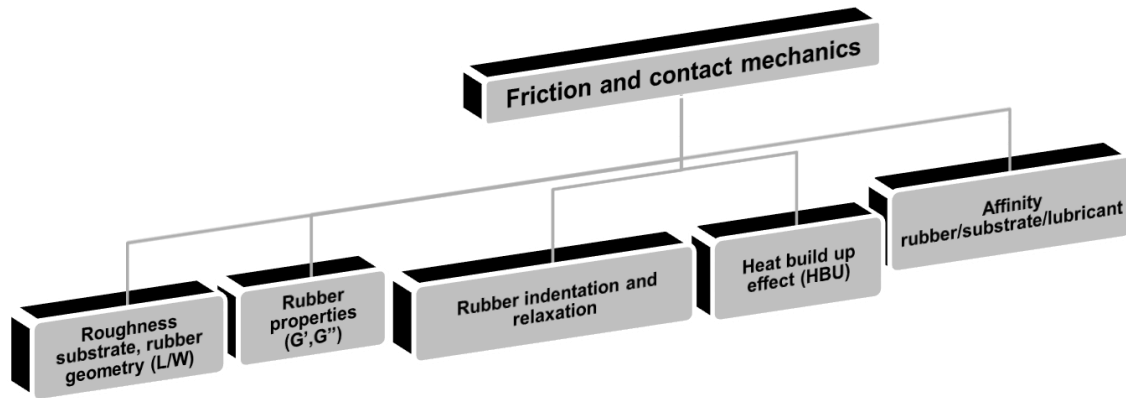 Friction and contact mechanics
Roughness
substrate, rubber
geometry (L/W)
Rubber
properties
(G’,G”)
Rubber indentation and
relaxation
Heat build up
effect (HBU)
Affinity
rubber/substrate/lubricant